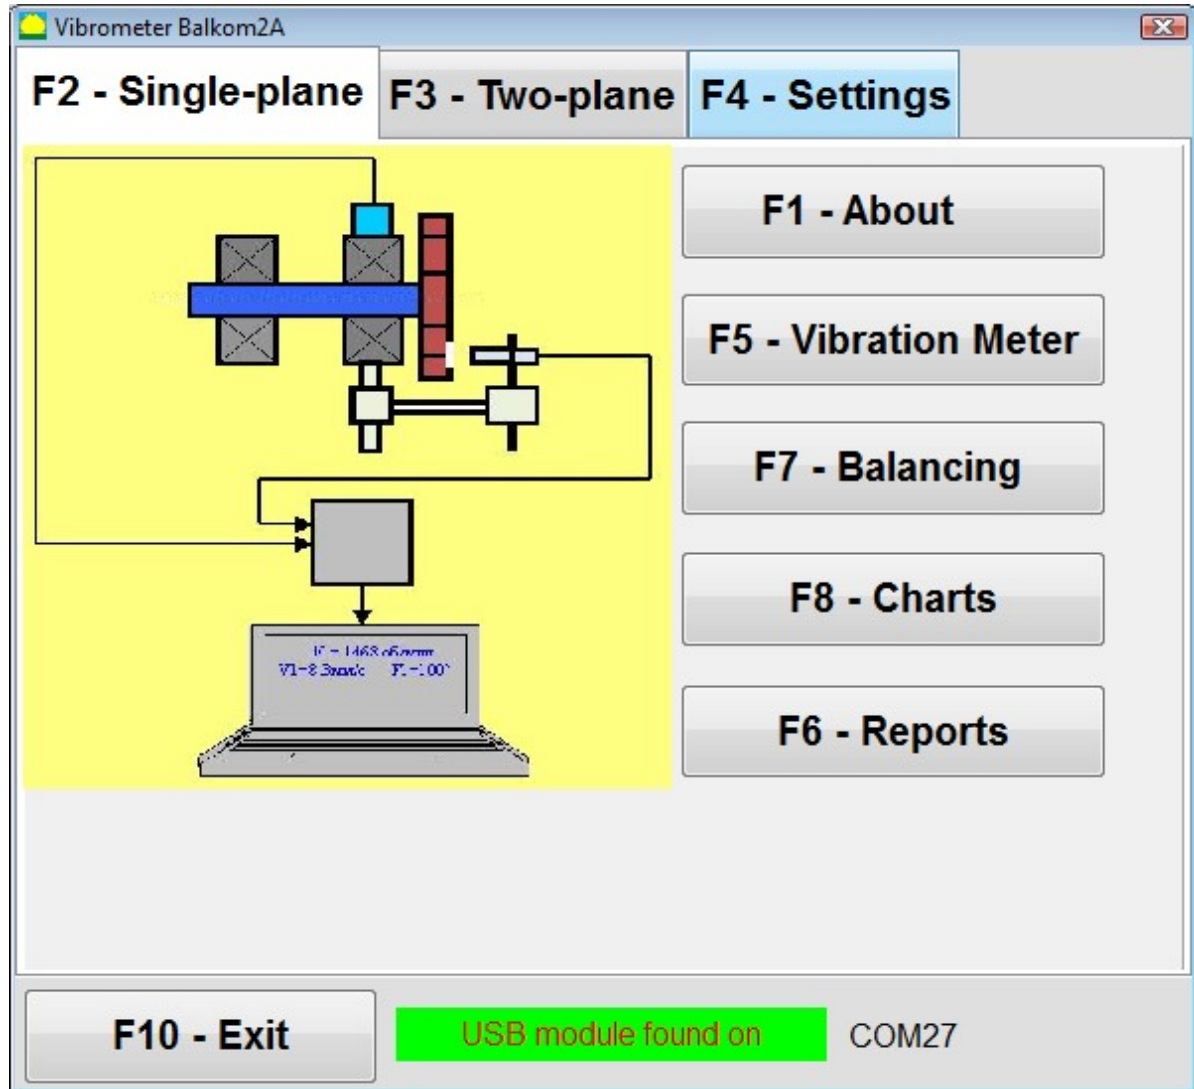 Vibrometer Balkom2A
F2 - Single-plane F3 - Two-plane F4 - Settings
F1 - About
F5 - Vibration Meter
F7 - Balancing
F8 - Charts
F6 - Reports
F10 - Exit USB module found on COM27